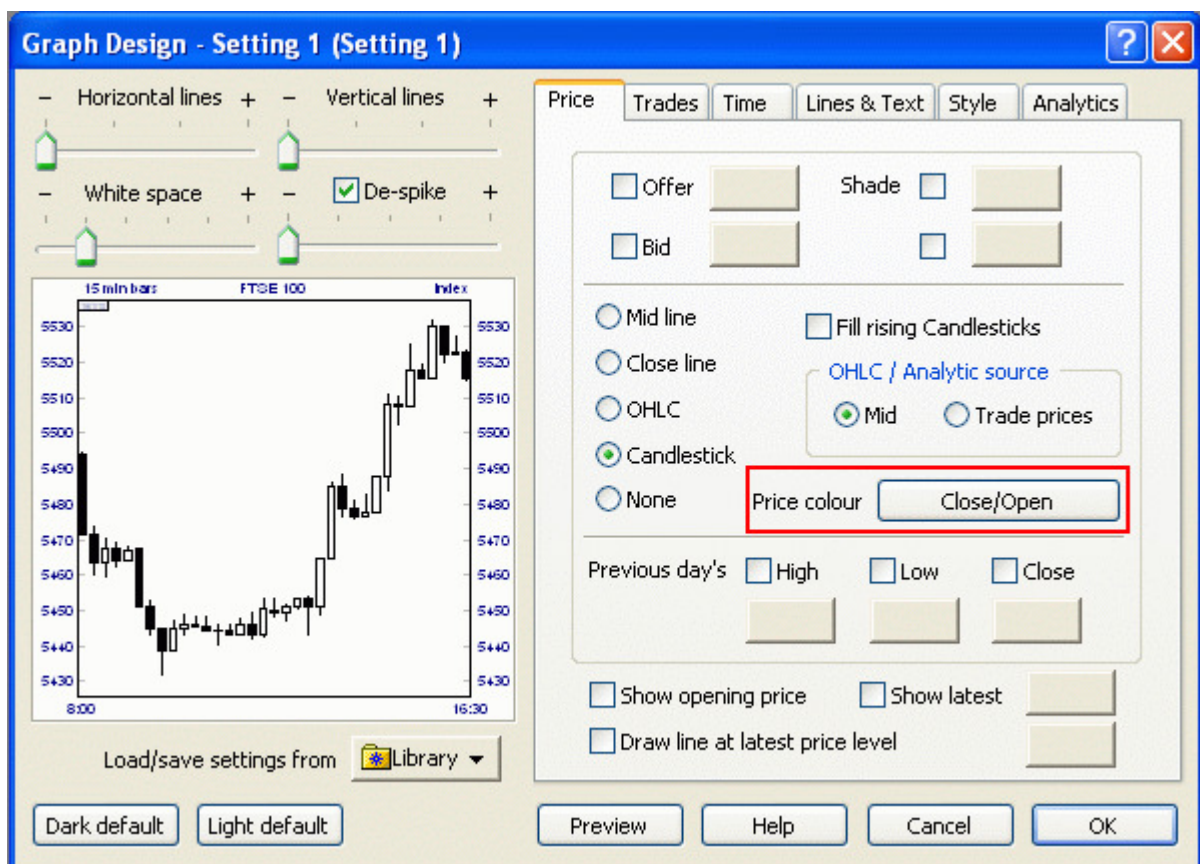 Graph Design - Setting 1 (Setting 1)
- Horizontal lines +
- Vertical lines +
- White space +
- De-spike +
15 min bars FTSE 100 Index
5530 5530
5520 5520
5510 5510
5500 5500
5490 5490
5480 5480
5470 5470
5460 5460
5450 5450
5440 5440
5430 5430
8:00 16:30
Load/save settings from Library
Dark default Light default
Price Trades Time Lines & Text Style Analytics
Offer Shade
Bid
Mid line
Close line
OHLC
Candlestick
None
Fill rising Candlesticks
OHLC / Analytic source
Mid Trade prices
Price colour Close/Open
Previous day's High Low Close
Show opening price Show latest
Draw line at latest price level
Preview Help Cancel OK